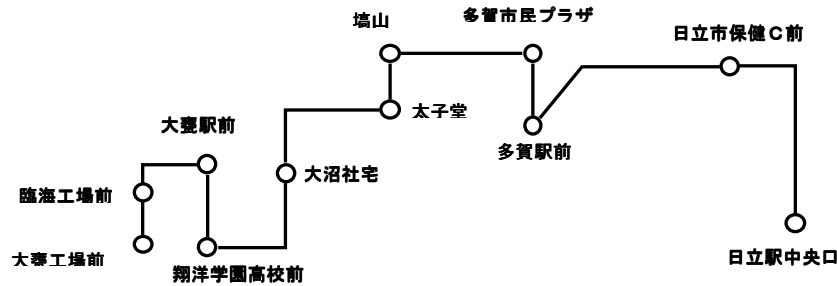 塙山
多賀市民プラザ
日立市保健C前
太子堂
大甕駅前
多賀駅前
大沼社宅
臨海工場前
大甕工場前
日立駅中央口
翔洋学園高校前